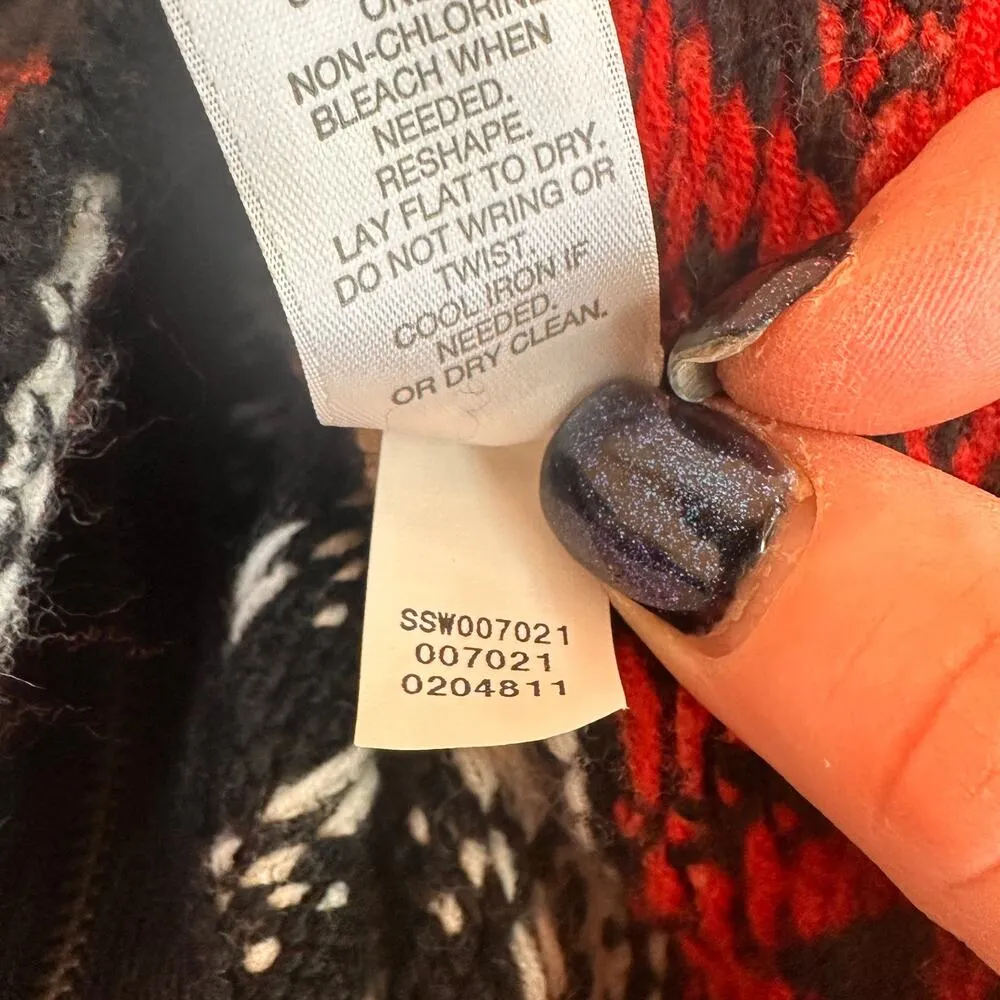 ONLY
NON-CHLORINE
BLEACH WHEN
NEEDED.
RESHAPE.
LAY FLAT TO DRY.
DO NOT WRING OR
TWIST.
COOL IRON IF
NEEDED.
OR DRY CLEAN.
SSW007021
007021
0204811